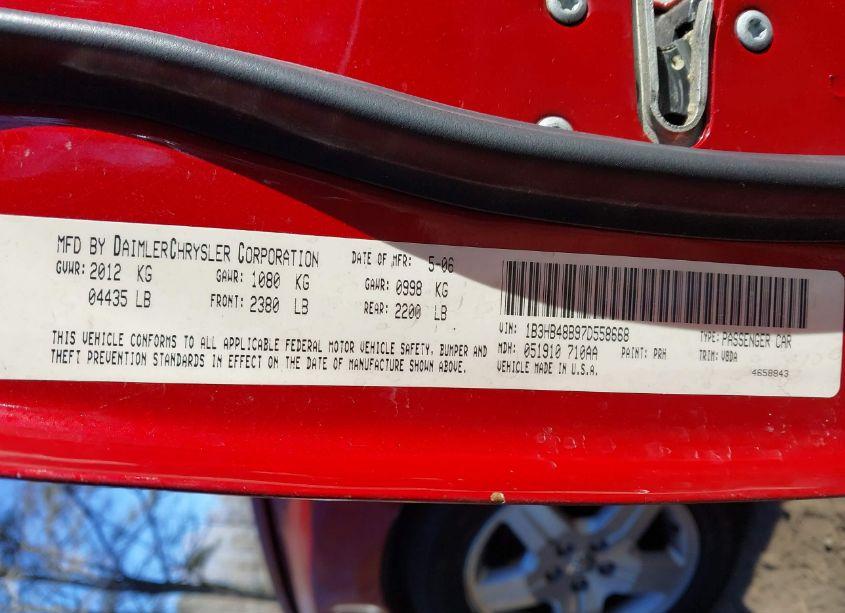 MFD BY DAIMLERCHRYSLER CORPORATION DATE OF MFR: 5-06
GVWR: 2012 KG GAWR: 1080 KG GAWR: 0998 KG
04435 LB FRONT: 2380 LB REAR: 2200 LB
THIS VEHICLE CONFORMS TO ALL APPLICABLE FEDERAL MOTOR VEHICLE SAFETY, BUMPER AND
THEFT PREVENTION STANDARDS IN EFFECT ON THE DATE OF MANUFACTURE SHOWN ABOVE.
VIN: 1B3HB48B97D558668 TYPE: PASSENGER CAR
MDH: 051910 710AA PAINT: PRH TRIM: VBDA
VEHICLE MADE IN U.S.A. 4658843